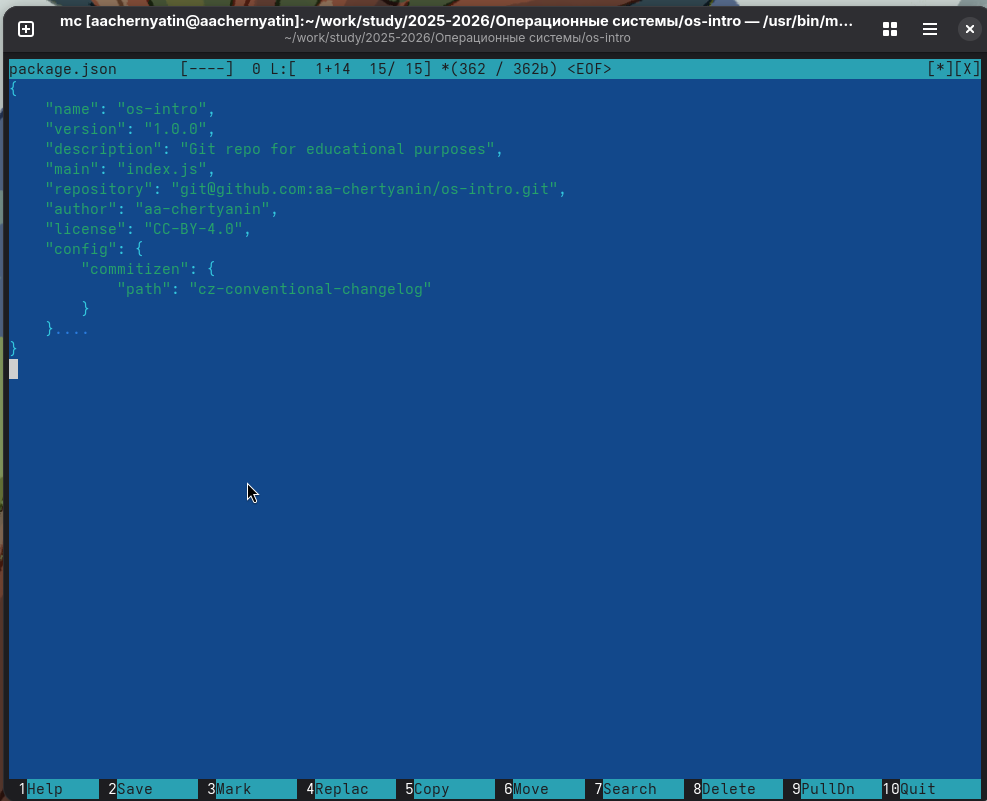 mc [aachernyatin@aachernyatin]:~/work/study/2025-2026/Операционные системы/os-intro — /usr/bin/m...
~/work/study/2025-2026/Операционные системы/os-intro
package.json       [----]  0 L:[  1+14  15/ 15] *(362 / 362b) <EOF>                                   [*][X]
{
    "name": "os-intro",
    "version": "1.0.0",
    "description": "Git repo for educational purposes",
    "main": "index.js",
    "repository": "git@github.com:aa-chertyanin/os-intro.git",
    "author": "aa-chertyanin",
    "license": "CC-BY-4.0",
    "config": {
        "commitizen": {
            "path": "cz-conventional-changelog"
        }
    }....
}
1Help 2Save 3Mark 4Replac 5Copy 6Move 7Search 8Delete 9PullDn 10Quit